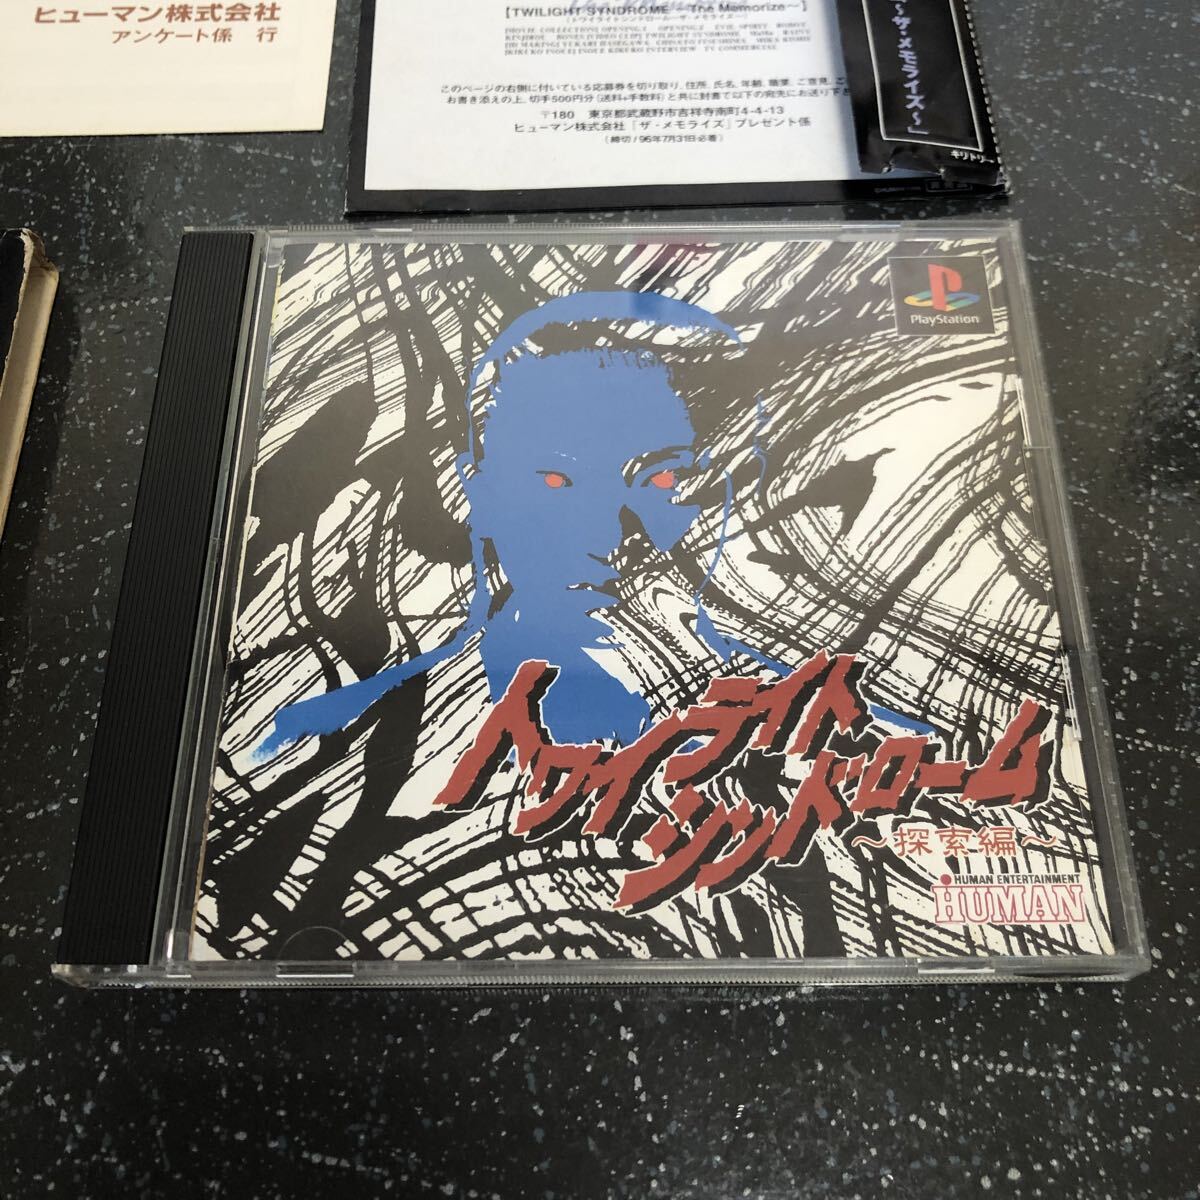 ヒューマン株式会社
アンケート係 行
【TWILIGHT SYNDROME ~The Memorize~】
(トワイライトシンドローム~ザ・メモライズ~)
このページの右側に付いている応募券を切り取り、住所、氏名、年齢、職業、ご意見、ご
お書き添えの上、切手500円分(送料+手数料)と共に封書で以下の宛先にお送り下さ
〒180 東京都武蔵野市吉祥寺南町4-4-13
ヒューマン株式会社『ザ・メモライズ』プレゼント係
(締切/96年7月31日必着)
~ザ・メモライズ~」
キリトリ
PlayStation
トワイライト
シンドローム
~探索編~
HUMAN ENTERTAINMENT
HUMAN